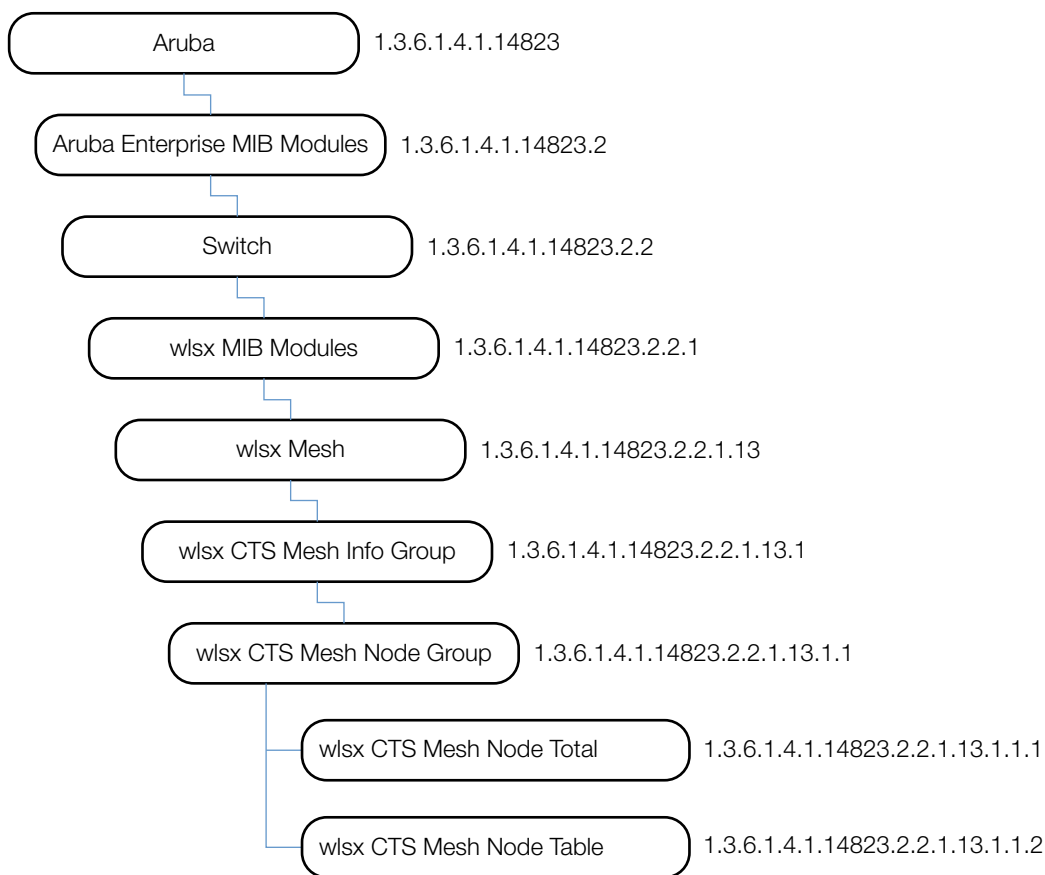 Aruba 1.3.6.1.4.1.14823
Aruba Enterprise MIB Modules 1.3.6.1.4.1.14823.2
Switch 1.3.6.1.4.1.14823.2.2
wlsx MIB Modules 1.3.6.1.4.1.14823.2.2.1
wlsx Mesh 1.3.6.1.4.1.14823.2.2.1.13
wlsx CTS Mesh Info Group 1.3.6.1.4.1.14823.2.2.1.13.1
wlsx CTS Mesh Node Group 1.3.6.1.4.1.14823.2.2.1.13.1.1
wlsx CTS Mesh Node Total 1.3.6.1.4.1.14823.2.2.1.13.1.1.1
wlsx CTS Mesh Node Table 1.3.6.1.4.1.14823.2.2.1.13.1.1.2